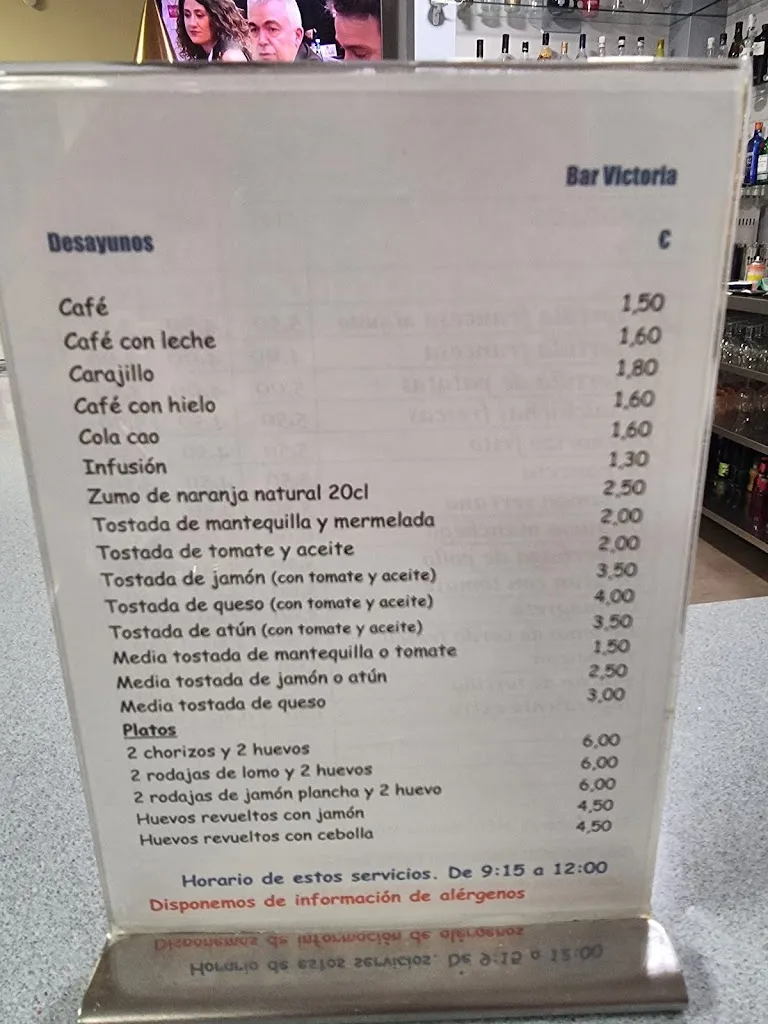 Bar Victoria
Desayunos €
Café 1,50
Café con leche 1,60
Carajillo 1,80
Café con hielo 1,60
Cola cao 1,60
Infusión 1,30
Zumo de naranja natural 20cl 2,50
Tostada de mantequilla y mermelada 2,00
Tostada de tomate y aceite 2,00
Tostada de jamón (con tomate y aceite) 3,50
Tostada de queso (con tomate y aceite) 4,00
Tostada de atún (con tomate y aceite) 3,50
Media tostada de mantequilla o tomate 1,50
Media tostada de jamón o atún 2,50
Media tostada de queso 3,00
Platos
2 chorizos y 2 huevos 6,00
2 rodajas de lomo y 2 huevos 6,00
2 rodajas de jamón plancha y 2 huevo 6,00
Huevos revueltos con jamón 4,50
Huevos revueltos con cebolla 4,50
Horario de estos servicios. De 9:15 a 12:00
Disponemos de información de alérgenos